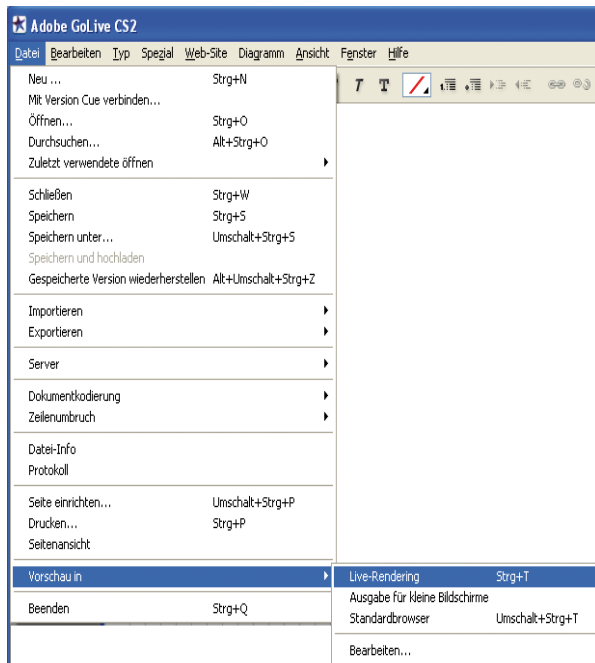 Adobe GoLive CS2
Datei Bearbeiten Typ Spezial Web-Site Diagramm Ansicht Fenster Hilfe
Neu ... Strg+N
Mit Version Cue verbinden...
Öffnen... Strg+O
Durchsuchen... Alt+Strg+O
Zuletzt verwendete öffnen
Schließen Strg+W
Speichern Strg+S
Speichern unter... Umschalt+Strg+S
Speichern und hochladen
Gespeicherte Version wiederherstellen Alt+Umschalt+Strg+Z
Importieren
Exportieren
Server
Dokumentkodierung
Zeilenumbruch
Datei-Info
Protokoll
Seite einrichten... Umschalt+Strg+P
Drucken... Strg+P
Seitenansicht
Vorschau in
Live-Rendering Strg+T
Ausgabe für kleine Bildschirme
Standardbrowser Umschalt+Strg+T
Bearbeiten...
Beenden Strg+Q